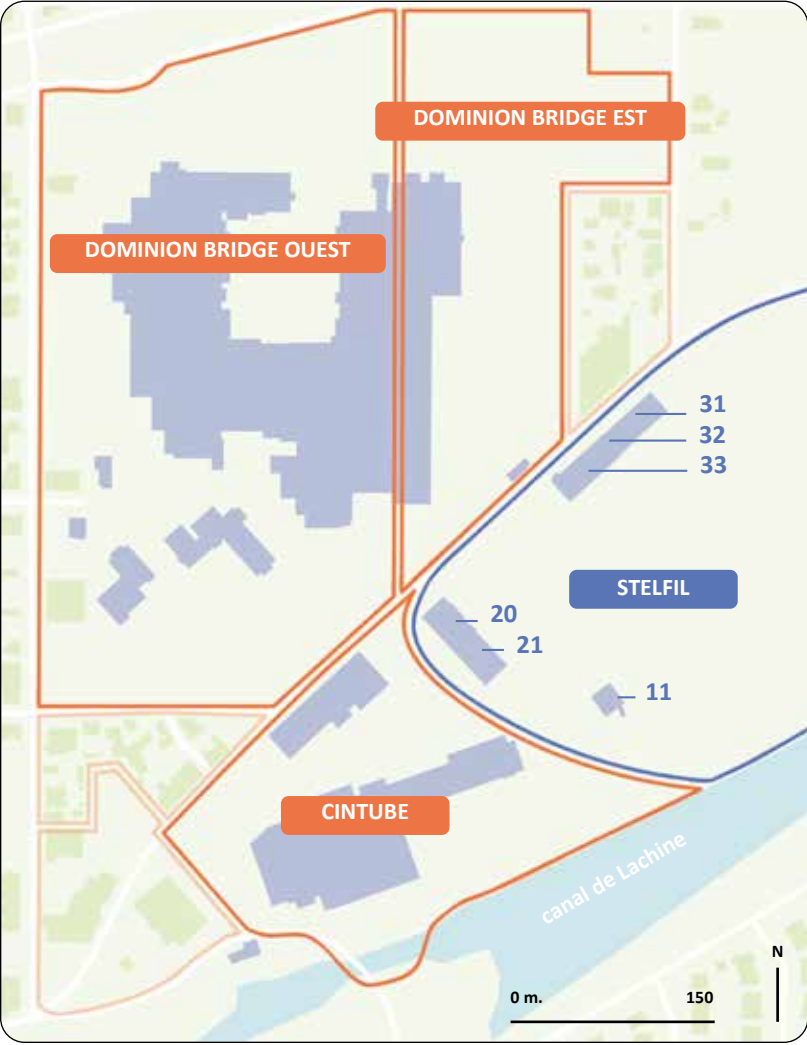 DOMINION BRIDGE EST
DOMINION BRIDGE OUEST
31
32
33
STELFIL
20
21
11
CINTUBE
canal de Lachine
N
0 m.
150